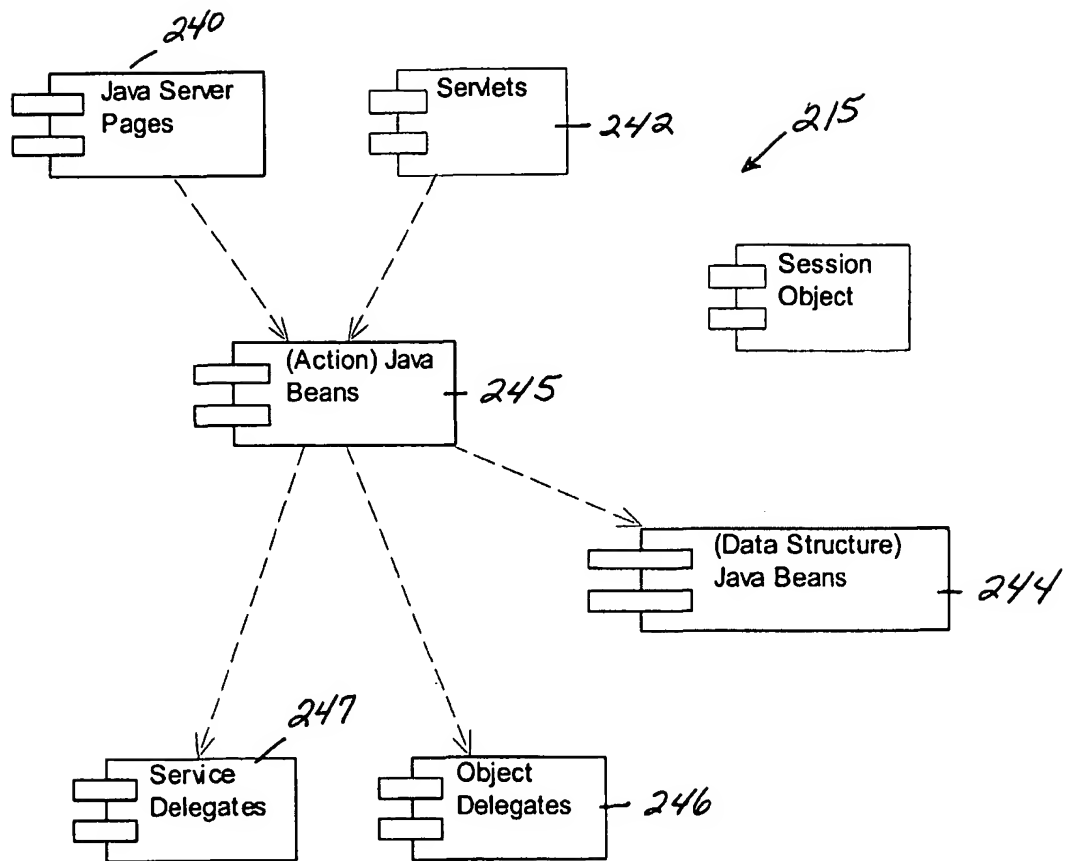 240
Java Server
Pages
Servlets
242
215
Session
Object
(Action) Java
Beans
245
(Data Structure)
Java Beans
244
247
Service
Delegates
Object
Delegates
246